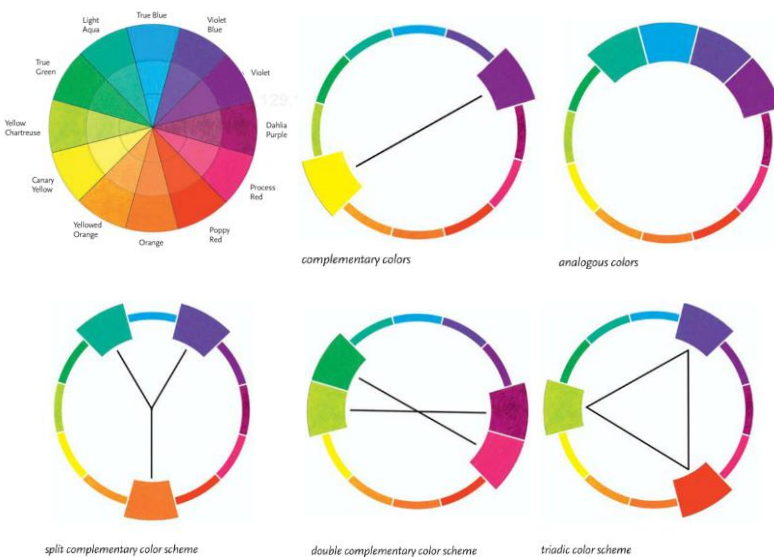 True Blue
Light
Aqua
Violet
Blue
True
Green
Violet
Yellow
Chartreuse
Dahlia
Purple
Canary
Yellow
Process
Red
Yellowed
Orange
Orange
Poppy
Red
complementary colors
analogous colors
split complementary color scheme
double complementary color scheme
triadic color scheme